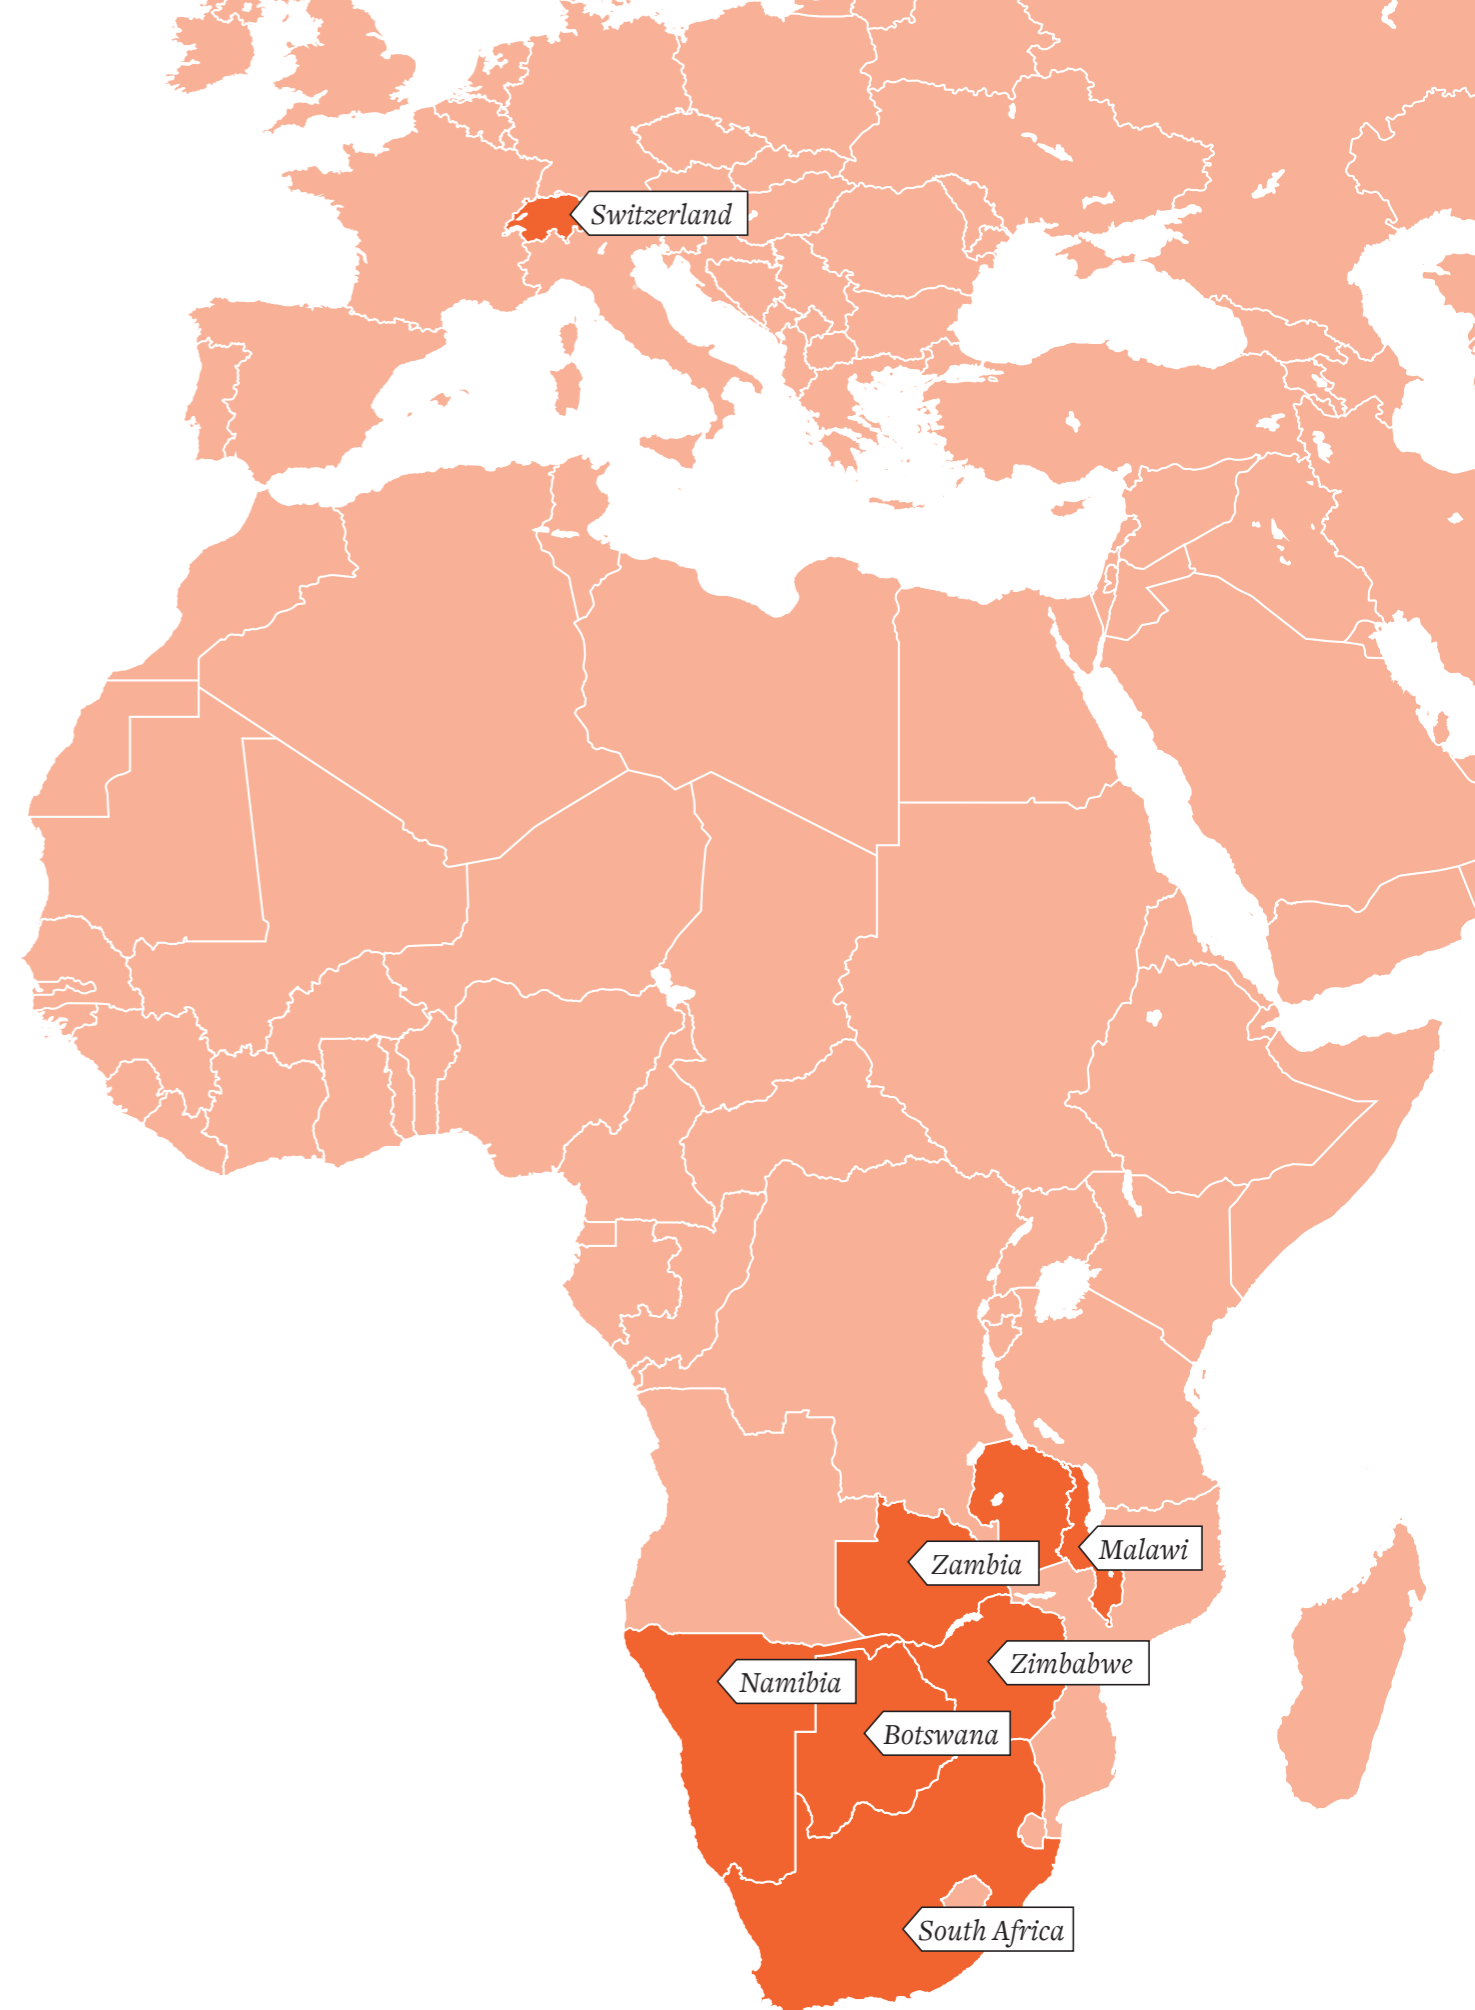 Switzerland
Malawi
Zambia
Zimbabwe
Namibia
Botswana
South Africa